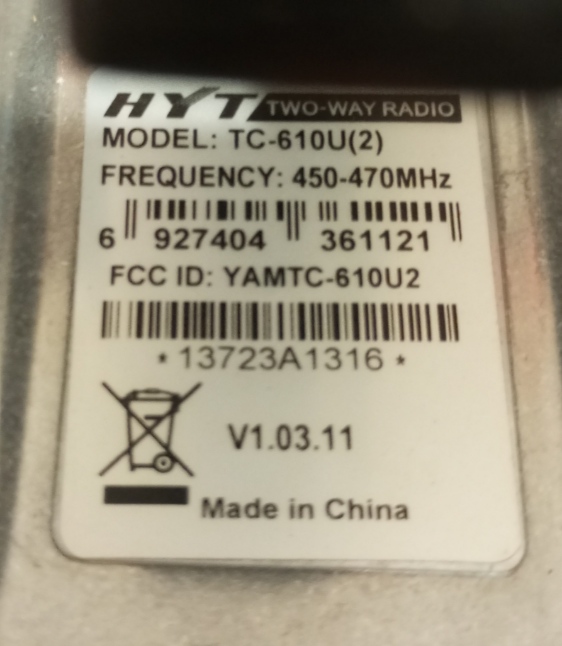 HYT TWO-WAY RADIO
MODEL: TC-610U(2)
FREQUENCY: 450-470MHz
6 927404 361121
FCC ID: YAMTC-610U2
*13723A1316*
V1.03.11
Made in China